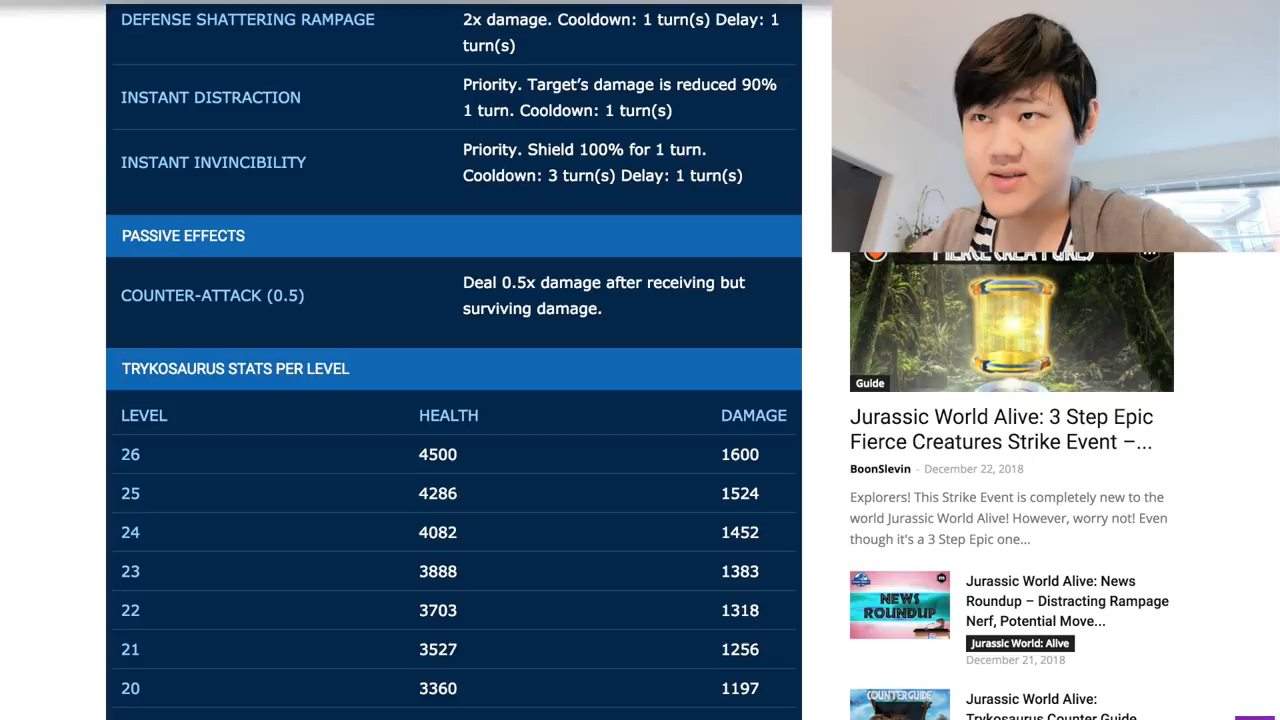 DEFENSE SHATTERING RAMPAGE
2x damage. Cooldown: 1 turn(s) Delay: 1
turn(s)
INSTANT DISTRACTION
Priority. Target’s damage is reduced 90%
1 turn. Cooldown: 1 turn(s)
INSTANT INVINCIBILITY
Priority. Shield 100% for 1 turn.
Cooldown: 3 turn(s) Delay: 1 turn(s)
PASSIVE EFFECTS
COUNTER-ATTACK (0.5)
Deal 0.5x damage after receiving but
surviving damage.
TRYKOSAURUS STATS PER LEVEL
LEVEL HEALTH DAMAGE
26 4500 1600
25 4286 1524
24 4082 1452
23 3888 1383
22 3703 1318
21 3527 1256
20 3360 1197
FIERCE CREATURES
Guide
Jurassic World Alive: 3 Step Epic
Fierce Creatures Strike Event –...
BoonSlevin - December 22, 2018
Explorers! This Strike Event is completely new to the
world Jurassic World Alive! However, worry not! Even
though it's a 3 Step Epic one...
NEWS
ROUNDUP
Jurassic World Alive: News
Roundup – Distracting Rampage
Nerf, Potential Move...
Jurassic World: Alive
December 21, 2018
COUNTER GUIDE
Jurassic World Alive:
Trykosaurus Counter Guide